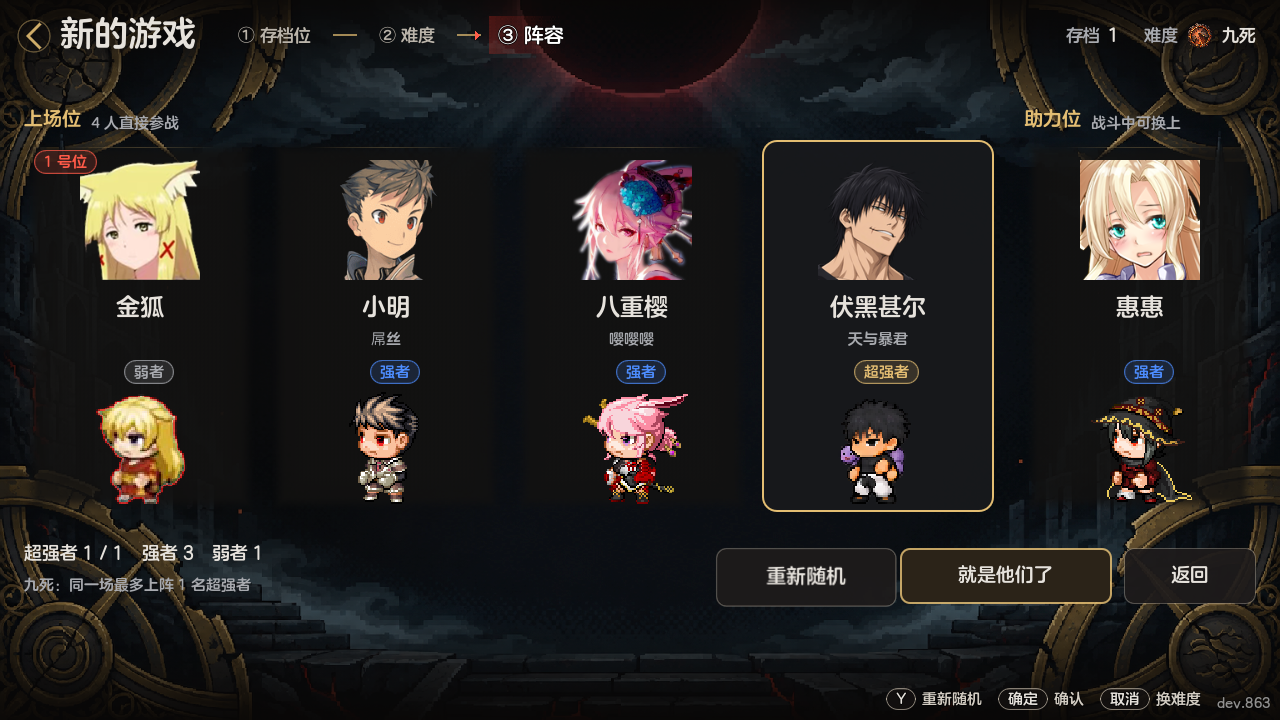 新的游戏
① 存档位
② 难度
③ 阵容
存档 1
难度 九死
上场位 4 人直接参战
助力位 战斗中可换上
1 号位
金狐
弱者
小明
屌丝
强者
八重樱
嘤嘤嘤
强者
伏黑甚尔
天与暴君
超强者
惠惠
强者
超强者 1 / 1 强者 3 弱者 1
九死：同一场最多上阵 1 名超强者
重新随机
就是他们了
返回
Y 重新随机 确定 确认 取消 换难度
dev.863